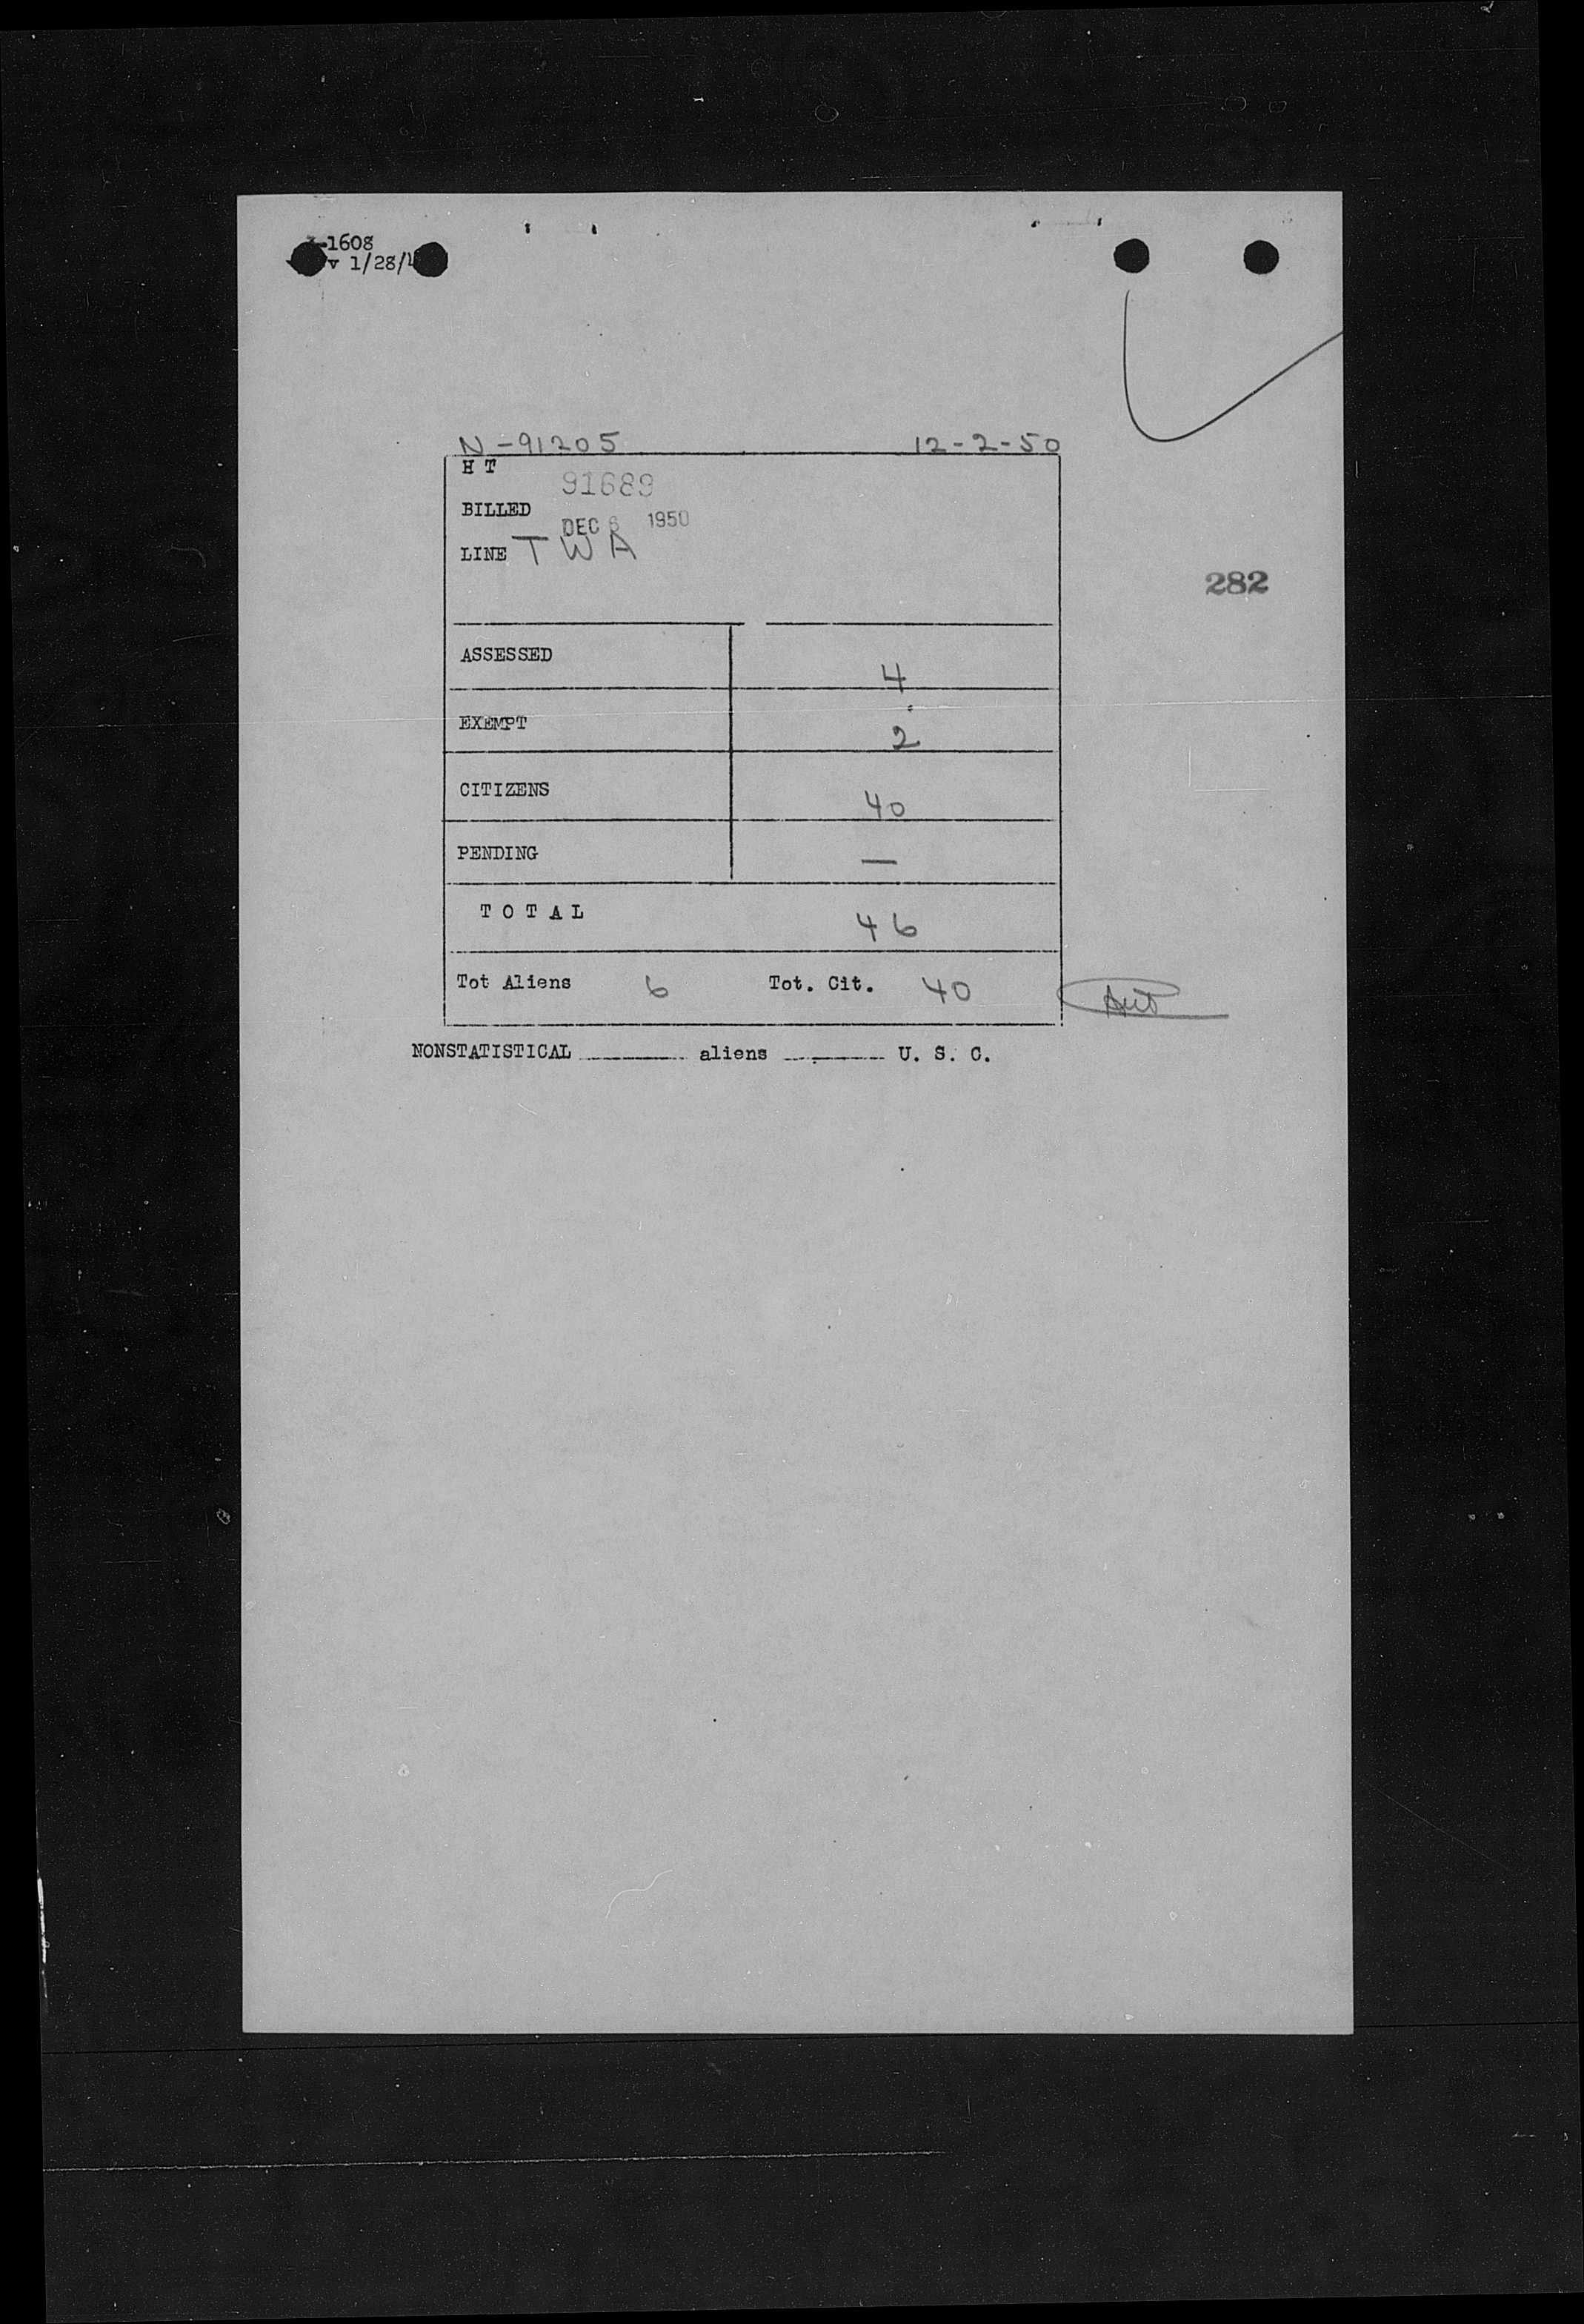 -1608
v 1/28/
N-91205 12-2-50
H T
91689
BILLED
DEC 6 1950
LINE TWA
282
ASSESSED 4
EXEMPT 2
CITIZENS 40
PENDING —
TOTAL 46
Tot Aliens 6 Tot. Cit. 40
NONSTATISTICAL aliens U. S. C.